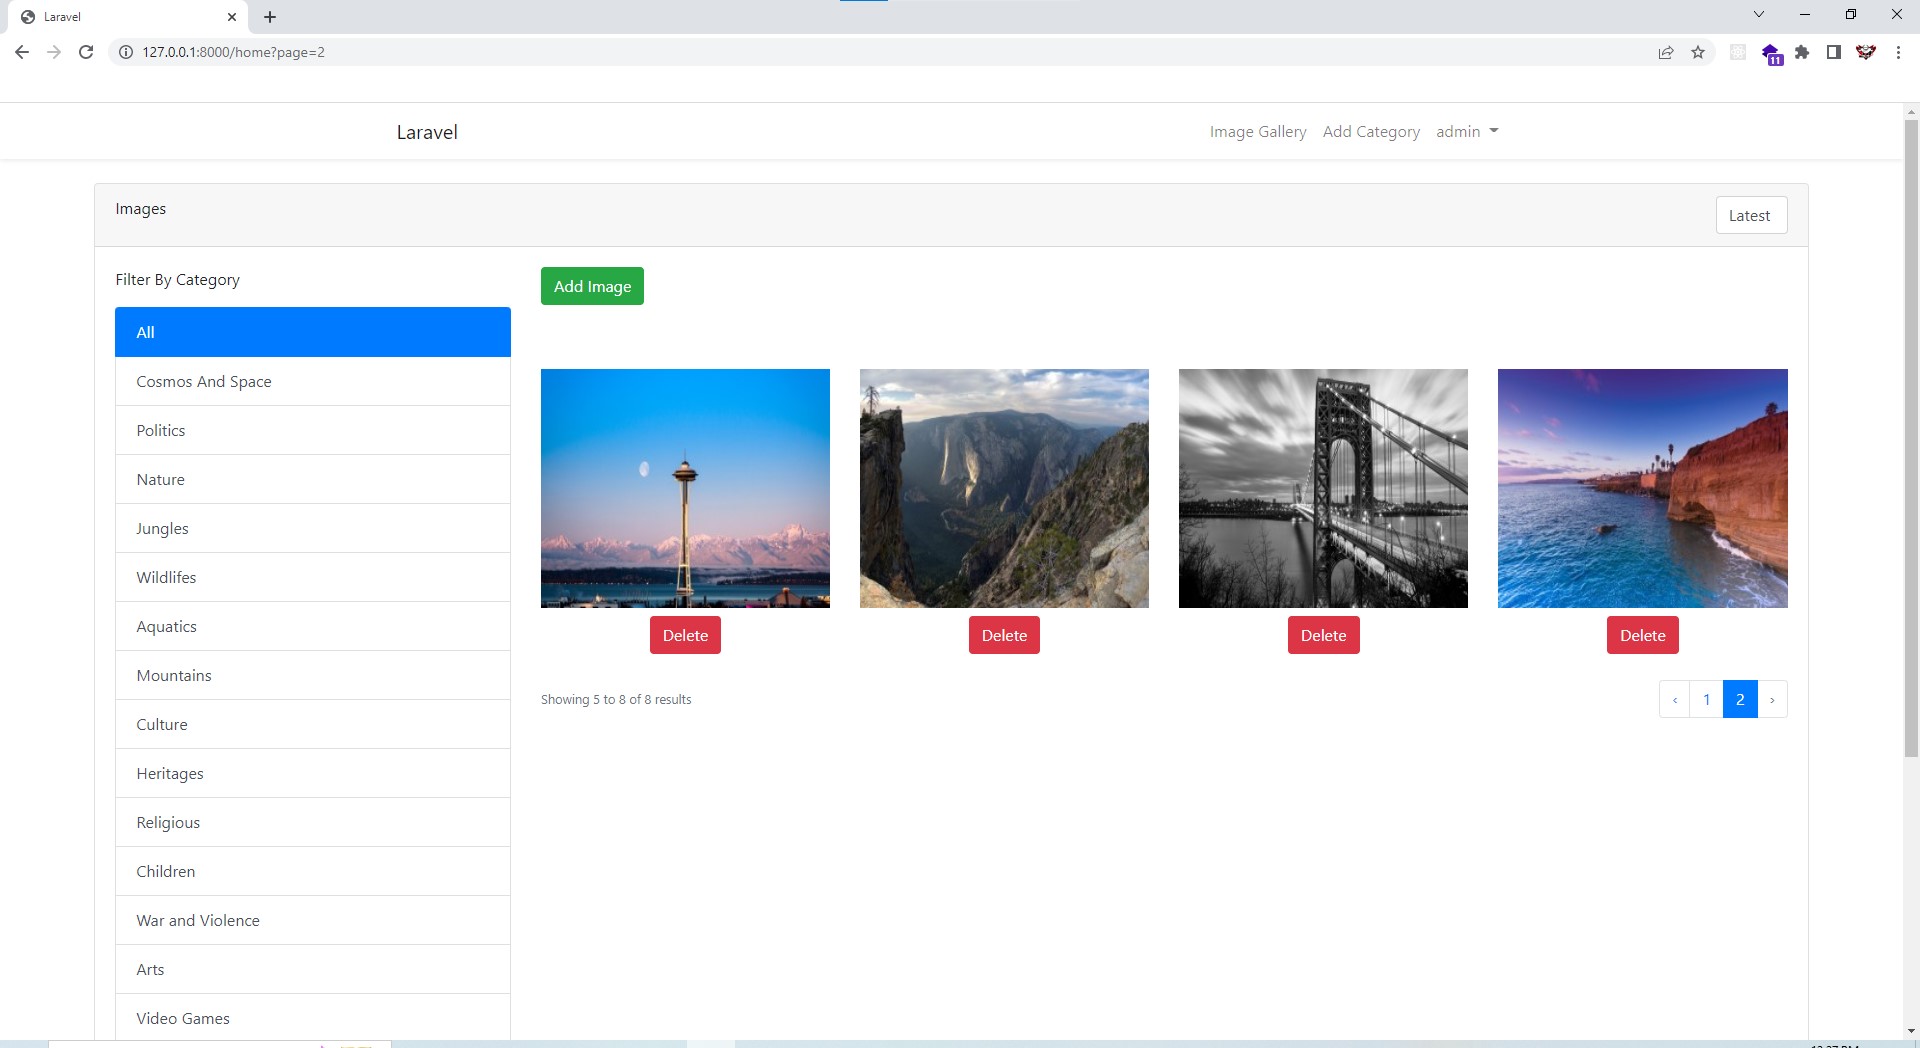 Laravel
127.0.0.1:8000/home?page=2
11
Laravel
Image Gallery Add Category admin
Images
Latest
Filter By Category
Add Image
All
Cosmos And Space
Politics
Nature
Jungles
Wildlifes
Aquatics
Mountains
Culture
Heritages
Religious
Children
War and Violence
Arts
Video Games
Delete Delete Delete Delete
Showing 5 to 8 of 8 results
‹ 1 2 ›